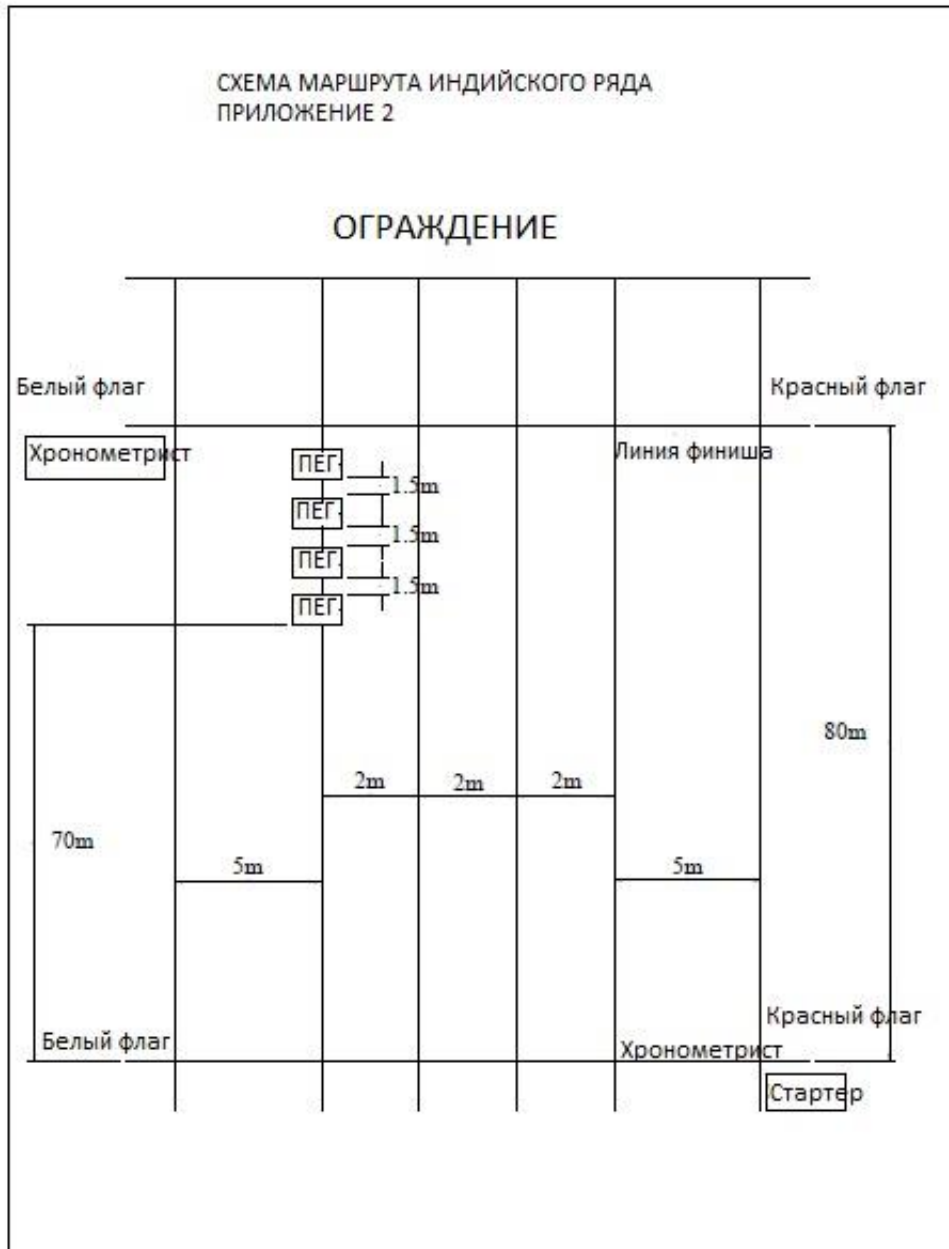 СХЕМА МАРШРУТА ИНДИЙСКОГО РЯДА
ПРИЛОЖЕНИЕ 2
ОГРАЖДЕНИЕ
Белый флаг
Красный флаг
Хронометрист
Линия финиша
ПЕГ.
1.5m
ПЕГ.
1.5m
ПЕГ.
1.5m
ПЕГ.
80m
2m
2m
2m
70m
5m
5m
Красный флаг
Белый флаг
Хронометрист
Стартер